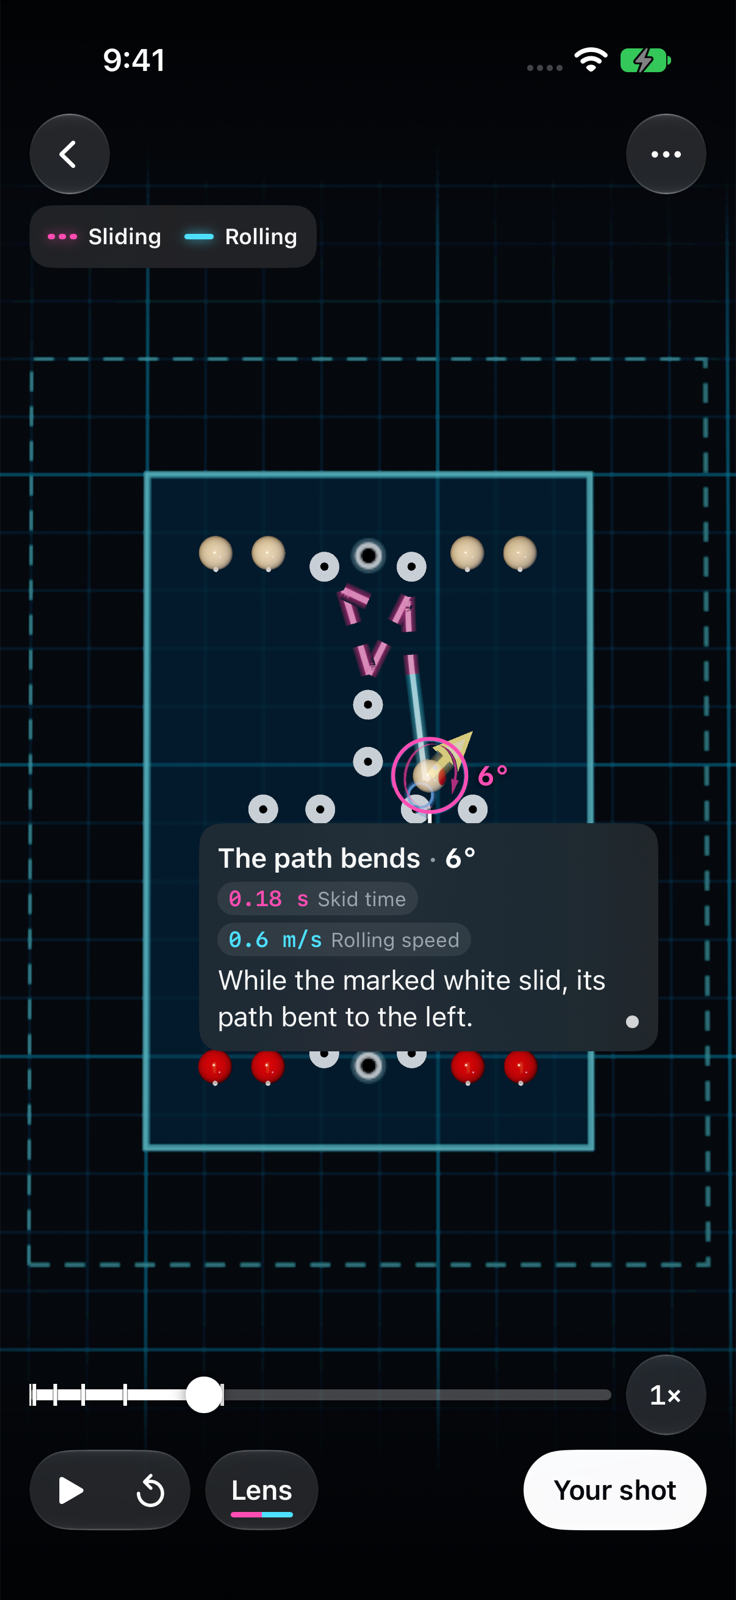 9:41
Sliding Rolling
6°
The path bends · 6°
0.18 s Skid time
0.6 m/s Rolling speed
While the marked white slid, its
path bent to the left.
1×
Lens
Your shot